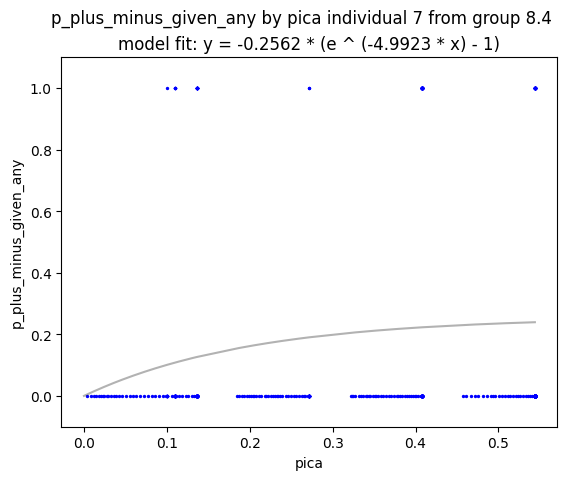 p_plus_minus_given_any by pica individual 7 from group 8.4
model fit: y = -0.2562 * (e ^ (-4.9923 * x) - 1)
1.0
0.8
0.6
0.4
0.2
0.0
p_plus_minus_given_any
0.0 0.1 0.2 0.3 0.4 0.5
pica